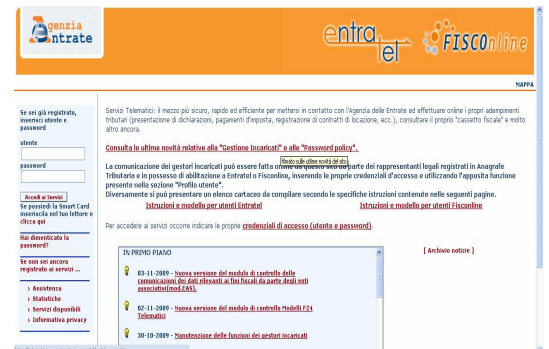 Agenzia
Entrate
entratel
FISCOnline
MAPPA
Se sei già registrato,
inserisci utente e
password
utente
password
Accedi ai Servizi
Se possiedi la Smart Card
inseriscila nel tuo lettore e
clicca qui
Hai dimenticato la
password?
Se non sei ancora
registrato ai servizi ...
> Assistenza
> Statistiche
> Servizi disponibili
> Informativa privacy
Servizi Telematici: il mezzo più sicuro, rapido ed efficiente per mettersi in contatto con l'Agenzia delle Entrate ed effettuare online i propri adempimenti
tributari (presentazione di dichiarazioni, pagamenti d'imposta, registrazione di contratti di locazione, ecc.), consultare il proprio "cassetto fiscale" e molto
altro ancora.
Consulta le ultime novità relative alla "Gestione Incaricati" e alle "Password policy".
filmato sulle ultime novità del sito
La comunicazione dei gestori incaricati può essere fatta online da questo sito da parte dei rappresentanti legali registrati in Anagrafe
Tributaria e in possesso di abilitazione a Entratel o Fisconline, inserendo le proprie credenziali d'accesso e utilizzando l'apposita funzione
presente nella sezione "Profilo utente".
Diversamente si può presentare un elenco cartaceo da compilare secondo le specifiche istruzioni contenute nelle seguenti pagine.
Istruzioni e modello per utenti Entratel Istruzioni e modello per utenti Fisconline
Per accedere ai servizi occorre indicare le proprie credenziali di accesso (utente e password).
IN PRIMO PIANO
[ Archivio notizie ]
03-11-2009 - Nuova versione del modulo di controllo delle
comunicazioni dei dati rilevanti ai fini fiscali da parte degli enti
associativi(mod.EAS).
02-11-2009 - Nuova versione del modulo di controllo Modelli F24
Telematici
30-10-2009 - Manutenzione delle funzioni dei gestori incaricati